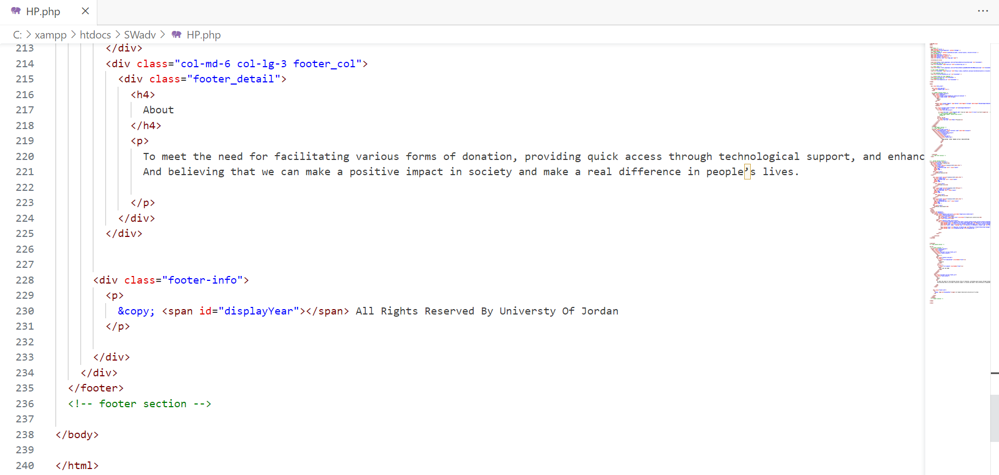 HP.php
C: > xampp > htdocs > SWadv > HP.php
213 </div>
214 <div class="col-md-6 col-lg-3 footer_col">
215 <div class="footer_detail">
216 <h4>
217 About
218 </h4>
219 <p>
220 To meet the need for facilitating various forms of donation, providing quick access through technological support, and enhanc
221 And believing that we can make a positive impact in society and make a real difference in people’s lives.
222
223 </p>
224 </div>
225 </div>
226
227
228 <div class="footer-info">
229 <p>
230 &copy; <span id="displayYear"></span> All Rights Reserved By Universty Of Jordan
231 </p>
232
233 </div>
234 </div>
235 </footer>
236 <!-- footer section -->
237
238 </body>
239
240 </html>